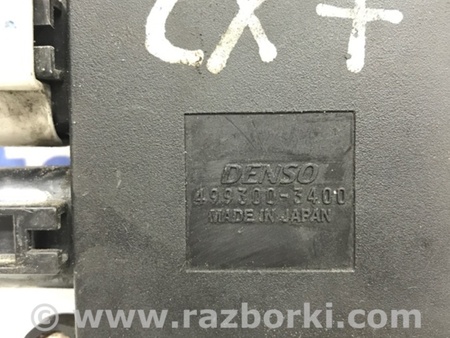 CX 7
DENSO
499300-3400
MADE IN JAPAN
© www.razborki.com